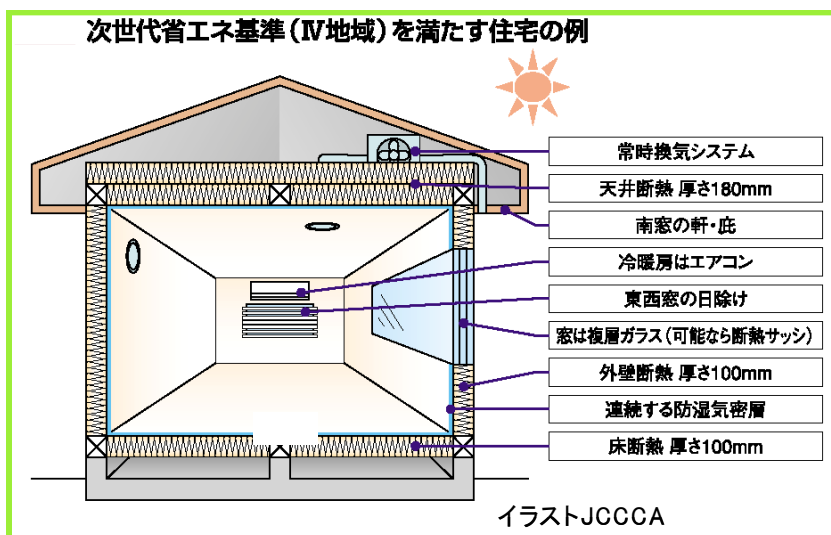 次世代省エネ基準（Ⅳ地域）を満たす住宅の例
常時換気システム
天井断熱 厚さ180mm
南窓の軒・庇
冷暖房はエアコン
東西窓の日除け
窓は複層ガラス（可能なら断熱サッシ）
外壁断熱 厚さ100mm
連続する防湿気密層
床断熱 厚さ100mm
イラストJCCCA